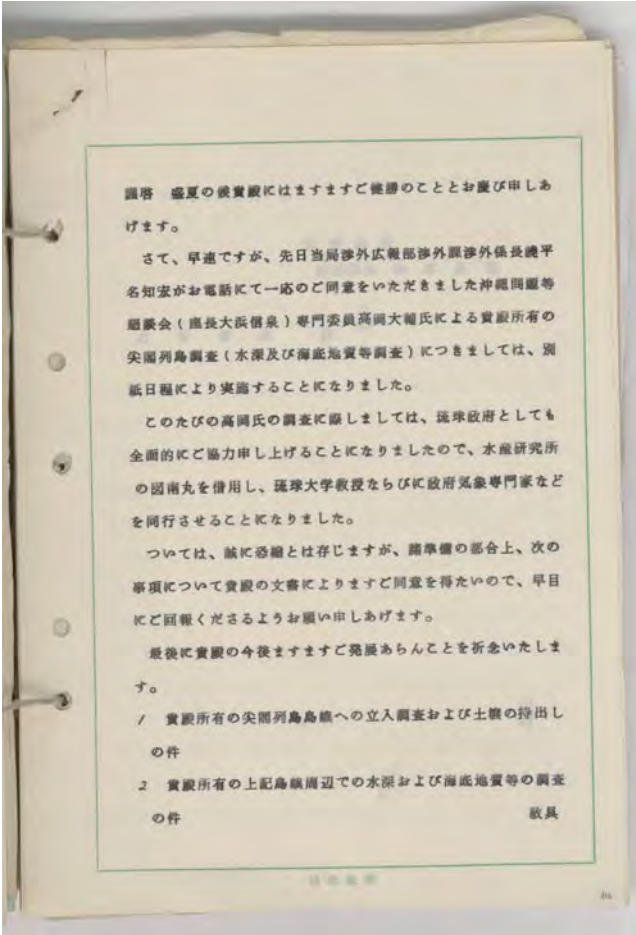 謹啓　盛夏の候貴殿にはますますご健勝のこととお慶び申しあ
げます。
さて、早速ですが、先日当局渉外広報部渉外課渉外係長譜平
名知宏がお電話にて一応のご同意をいただきました沖縄問題等
懇談会（座長大浜信泉）専門委員高岡大輔氏による貴殿所有の
尖閣列島調査（水深及び海底地質等調査）につきましては、別
紙日程により実施することになりました。
このたびの高岡氏の調査に際しましては、琉球政府としても
全面的にご協力申し上げることになりましたので、水産研究所
の図南丸を借用し、琉球大学教授ならびに政府気象専門家など
を同行させることになりました。
ついては、誠に恐縮とは存じますが、諸準備の都合上、次の
事項について貴殿の文書によりますご同意を得たいので、早目
にご回報くださるようお願い申しあげます。
最後に貴殿の今後ますますご発展あらんことを祈念いたしま
す。
1　貴殿所有の尖閣列島島嶼への立入調査および土壌の持出し
の件
2　貴殿所有の上記島嶼周辺での水深および海底地質等の調査
の件　敬具